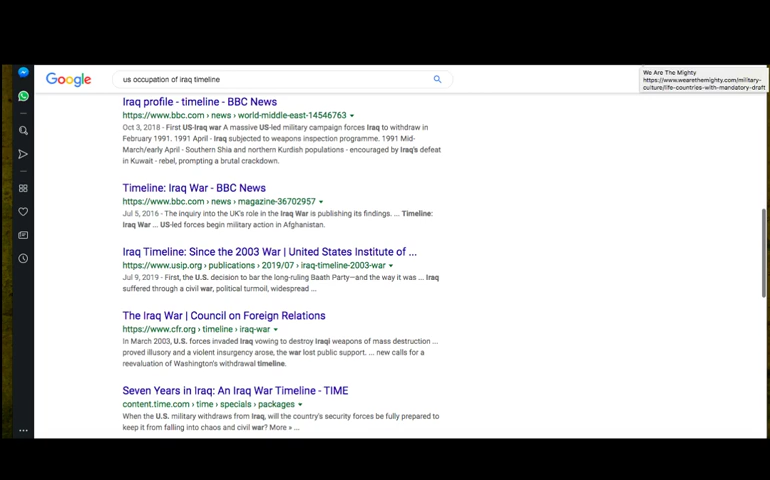 We Are The Mighty
https://www.wearethemighty.com/military-
culture/life-countries-with-mandatory-draft
Google
us occupation of iraq timeline
Iraq profile - timeline - BBC News
https://www.bbc.com › news › world-middle-east-14546763
Oct 3, 2018 - First US-Iraq war A massive US-led military campaign forces Iraq to withdraw in
February 1991. 1991 April - Iraq subjected to weapons inspection programme. 1991 Mid-
March/early April - Southern Shia and northern Kurdish populations - encouraged by Iraq's defeat
in Kuwait - rebel, prompting a brutal crackdown.
Timeline: Iraq War - BBC News
https://www.bbc.com › news › magazine-36702957
Jul 5, 2016 - The inquiry into the UK's role in the Iraq War is publishing its findings. ... Timeline:
Iraq War ... US-led forces begin military action in Afghanistan.
Iraq Timeline: Since the 2003 War | United States Institute of ...
https://www.usip.org › publications › 2019/07 › iraq-timeline-2003-war
Jul 9, 2019 - First, the U.S. decision to bar the long-ruling Baath Party—and the way it was ... Iraq
suffered through a civil war, political turmoil, widespread ...
The Iraq War | Council on Foreign Relations
https://www.cfr.org › timeline › iraq-war
In March 2003, U.S. forces invaded Iraq vowing to destroy Iraqi weapons of mass destruction ...
proved illusory and a violent insurgency arose, the war lost public support. ... new calls for a
reevaluation of Washington's withdrawal timeline.
Seven Years in Iraq: An Iraq War Timeline - TIME
content.time.com › time › specials › packages
When the U.S. military withdraws from Iraq, will the country's security forces be fully prepared to
keep it from falling into chaos and civil war? More » ...